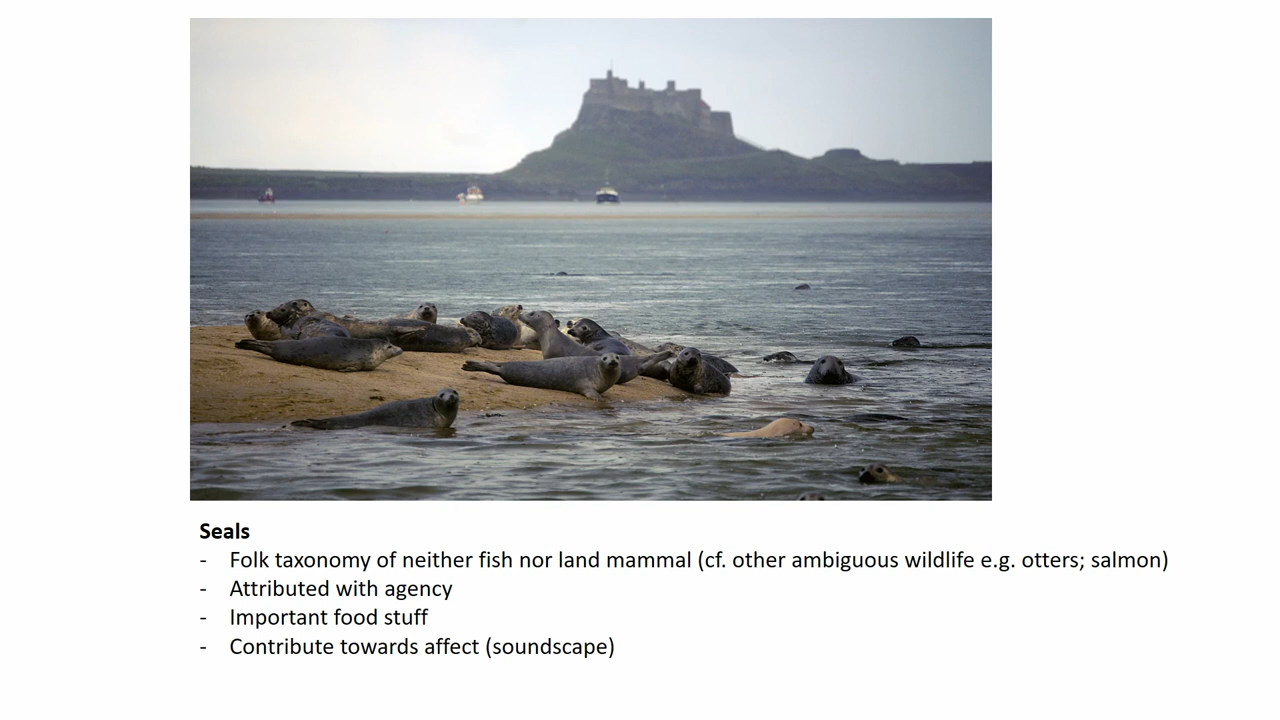 Seals
- Folk taxonomy of neither fish nor land mammal (cf. other ambiguous wildlife e.g. otters; salmon)
- Attributed with agency
- Important food stuff
- Contribute towards affect (soundscape)